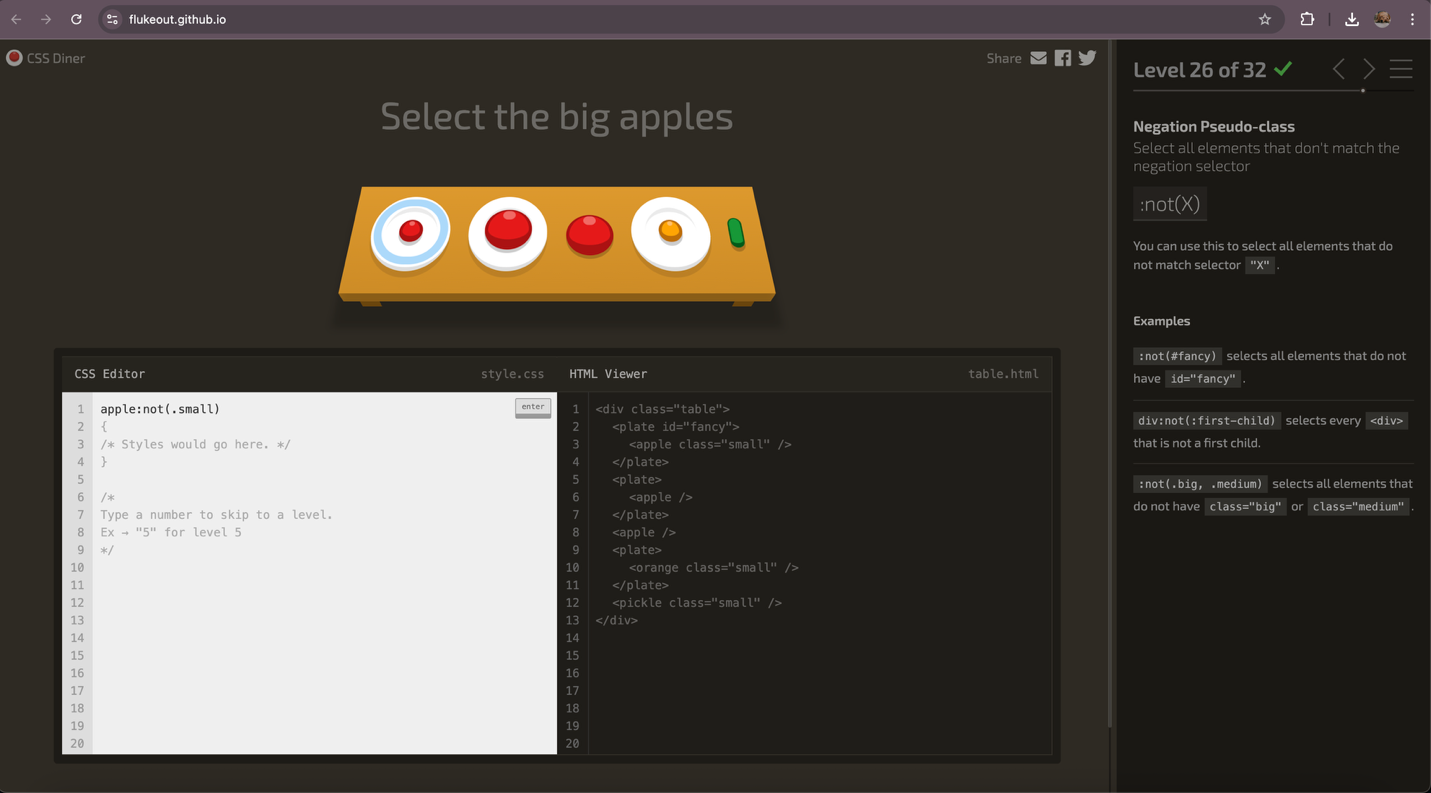 flukeout.github.io
CSS Diner
Share
Select the big apples
CSS Editor
style.css
1 apple:not(.small)
enter
2 {
3 /* Styles would go here. */
4 }
5
6 /*
7 Type a number to skip to a level.
8 Ex → "5" for level 5
9 */
10
11
12
13
14
15
16
17
18
19
20
HTML Viewer
table.html
1 <div class="table">
2 <plate id="fancy">
3 <apple class="small" />
4 </plate>
5 <plate>
6 <apple />
7 </plate>
8 <apple />
9 <plate>
10 <orange class="small" />
11 </plate>
12 <pickle class="small" />
13 </div>
14
15
16
17
18
19
20
Level 26 of 32
Negation Pseudo-class
Select all elements that don't match the
negation selector
:not(X)
You can use this to select all elements that do
not match selector "X" .
Examples
:not(#fancy) selects all elements that do not
have id="fancy" .
div:not(:first-child) selects every <div>
that is not a first child.
:not(.big, .medium) selects all elements that
do not have class="big" or class="medium" .